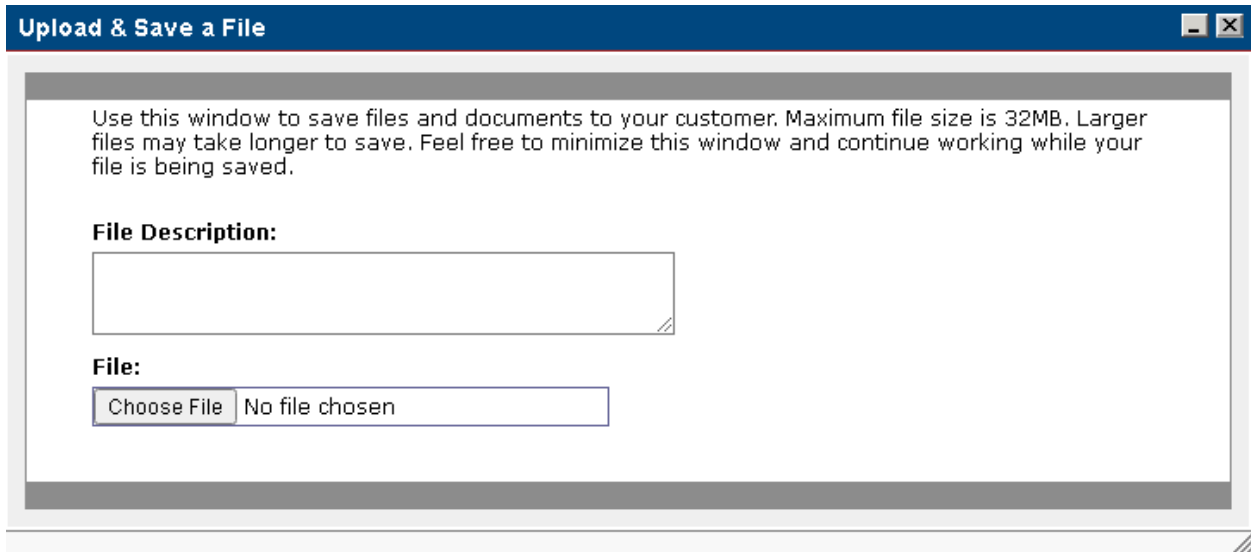 Upload & Save a File
Use this window to save files and documents to your customer. Maximum file size is 32MB. Larger
files may take longer to save. Feel free to minimize this window and continue working while your
file is being saved.
File Description:
File:
Choose File No file chosen